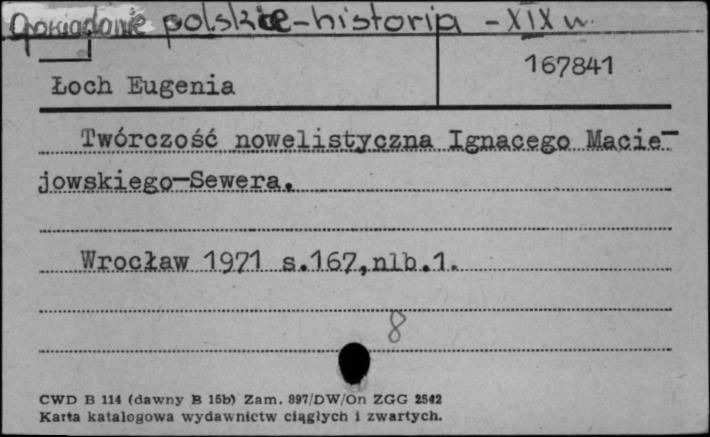 Opowiadanie polskie-historia - XIX w.
167841
Łoch Eugenia
Twórczość nowelistyczna Ignacego Macie-
jowskiego-Sewera.
Wrocław 1971 s.167,nlb.1.
8
CWD B 114 (dawny B 15b) Zam. 897/DW/On ZGG 2542
Karta katalogowa wydawnictw ciągłych i zwartych.